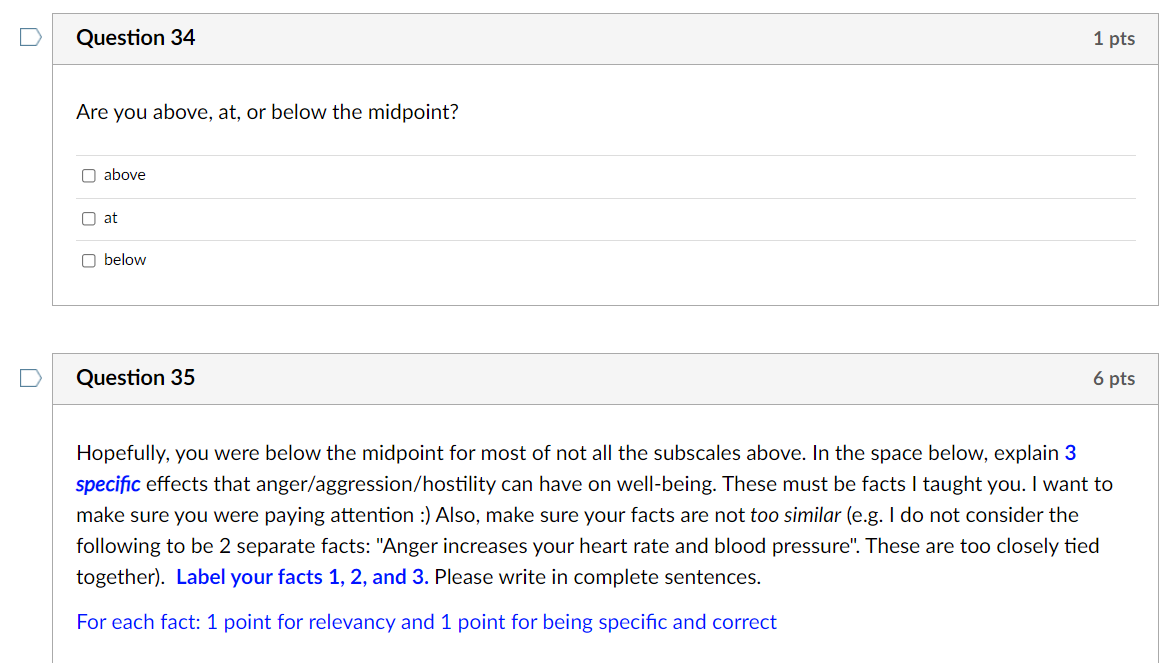 Question 34
1 pts
Are you above, at, or below the midpoint?
above
at
below
Question 35
6 pts
Hopefully, you were below the midpoint for most of not all the subscales above. In the space below, explain 3
specific effects that anger/aggression/hostility can have on well-being. These must be facts I taught you. I want to
make sure you were paying attention :) Also, make sure your facts are not too similar (e.g. I do not consider the
following to be 2 separate facts: "Anger increases your heart rate and blood pressure". These are too closely tied
together). Label your facts 1, 2, and 3. Please write in complete sentences.
For each fact: 1 point for relevancy and 1 point for being specific and correct